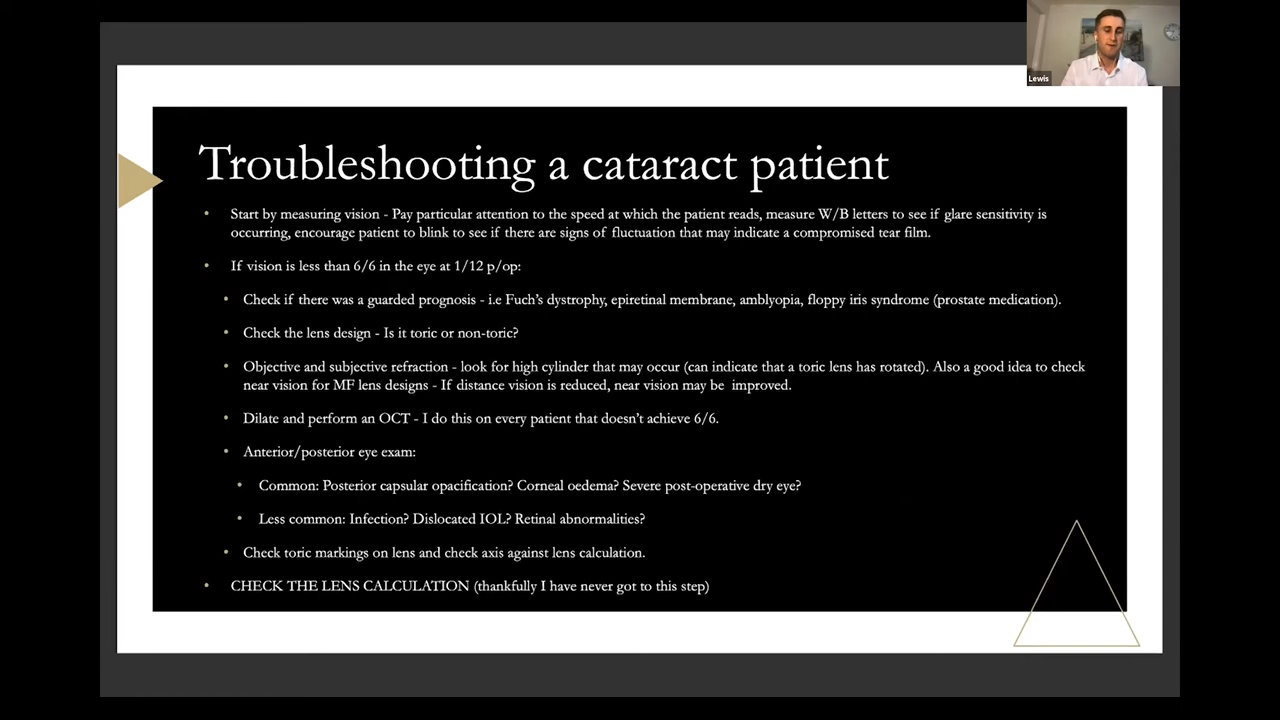 Lewis
Troubleshooting a cataract patient
• Start by measuring vision - Pay particular attention to the speed at which the patient reads, measure W/B letters to see if glare sensitivity is
occurring, encourage patient to blink to see if there are signs of fluctuation that may indicate a compromised tear film.
• If vision is less than 6/6 in the eye at 1/12 p/op:
• Check if there was a guarded prognosis - i.e Fuch's dystrophy, epiretinal membrane, amblyopia, floppy iris syndrome (prostate medication).
• Check the lens design - Is it toric or non-toric?
• Objective and subjective refraction - look for high cylinder that may occur (can indicate that a toric lens has rotated). Also a good idea to check
near vision for MF lens designs - If distance vision is reduced, near vision may be improved.
• Dilate and perform an OCT - I do this on every patient that doesn't achieve 6/6.
• Anterior/posterior eye exam:
• Common: Posterior capsular opacification? Corneal oedema? Severe post-operative dry eye?
• Less common: Infection? Dislocated IOL? Retinal abnormalities?
• Check toric markings on lens and check axis against lens calculation.
• CHECK THE LENS CALCULATION (thankfully I have never got to this step)